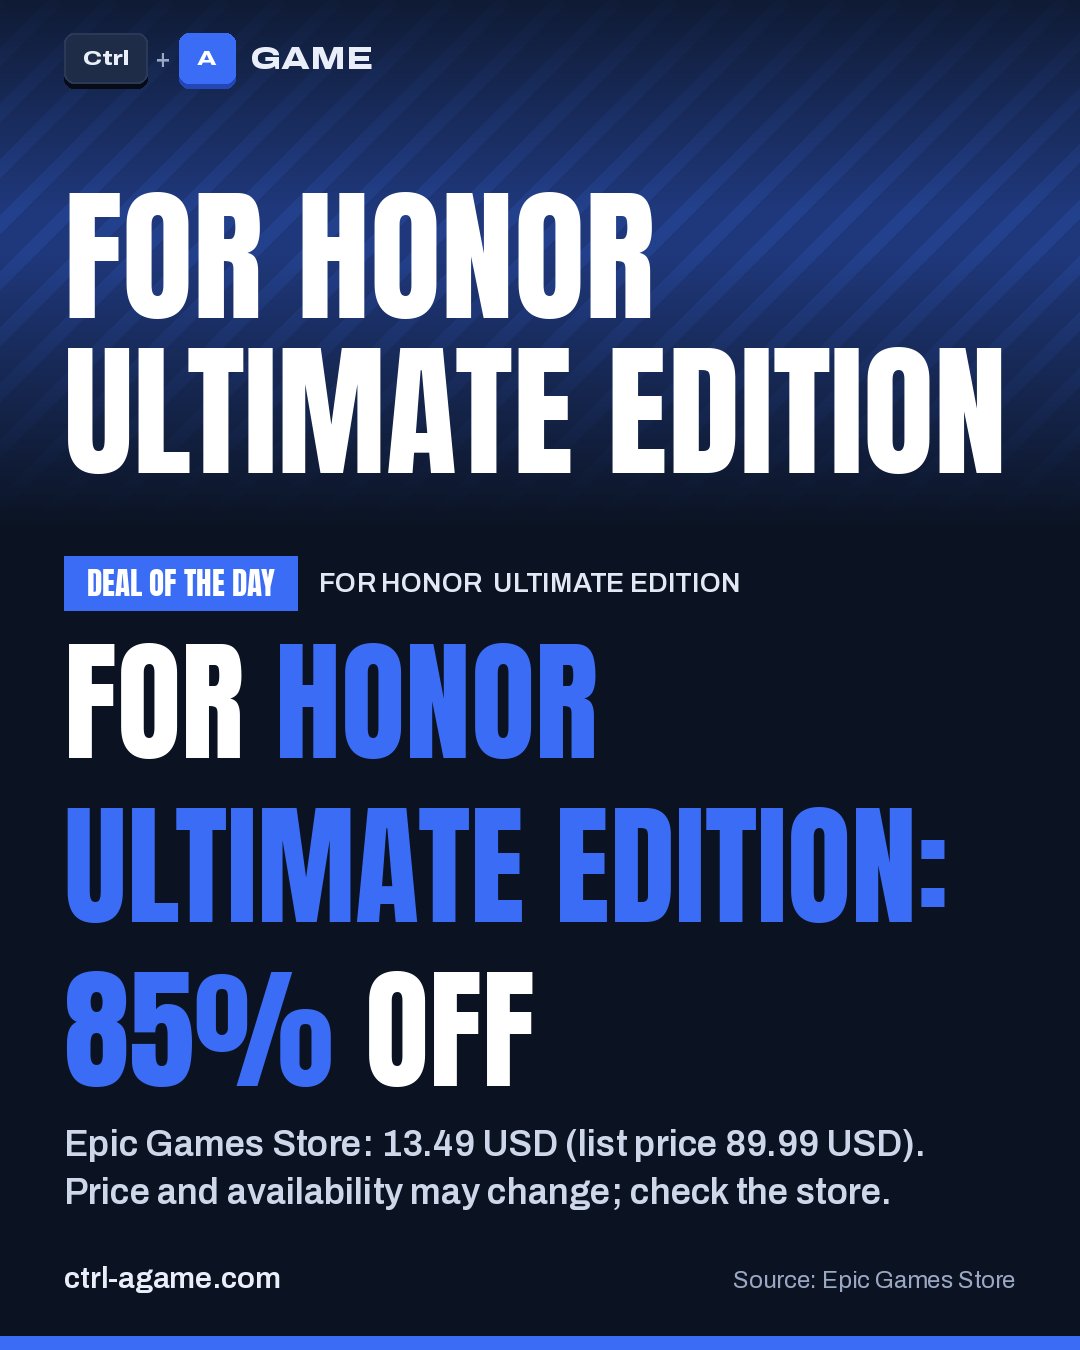 Ctrl + A GAME
FOR HONOR
ULTIMATE EDITION
DEAL OF THE DAY FOR HONOR ULTIMATE EDITION
FOR HONOR
ULTIMATE EDITION:
85% OFF
Epic Games Store: 13.49 USD (list price 89.99 USD).
Price and availability may change; check the store.
ctrl-agame.com Source: Epic Games Store